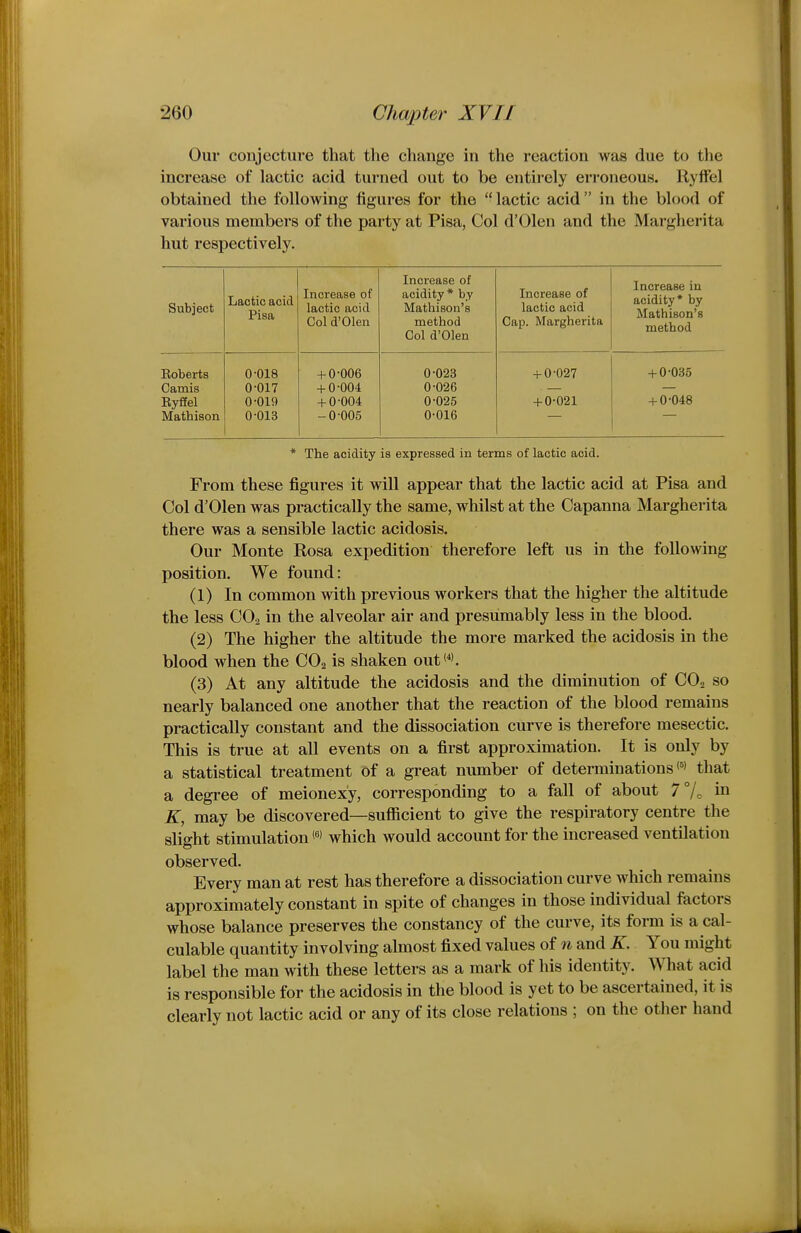 260 Chapter XVII
Our conjecture that the change in the reaction was due to the
increase of lactic acid turned out to be entirely erroneous. Ryffel
obtained the following figures for the “lactic acid” in the blood of
various members of the party at Pisa, Col d'Olen and the Margherita
hut respectively.
Subject | Lactic acid Pisa | Increase of lactic acid Col d'Olen | Increase of acidity* by Mathison's method Col d'Olen | Increase of lactic acid Cap. Margherita | Increase in acidity* by Mathison's method
Roberts | 0·018 | +0·006 | 0·023 | +0·027 | +0·035
Camis | 0·017 | +0·004 | 0·026 | — | —
Ryffel | 0·019 | +0·004 | 0·025 | +0·021 | +0·048
Mathison | 0·013 | -0·005 | 0·016 | — | —
* The acidity is expressed in terms of lactic acid.
From these figures it will appear that the lactic acid at Pisa and
Col d'Olen was practically the same, whilst at the Capanna Margherita
there was a sensible lactic acidosis.
Our Monte Rosa expedition therefore left us in the following
position. We found:
(1) In common with previous workers that the higher the altitude
the less CO₂ in the alveolar air and presumably less in the blood.
(2) The higher the altitude the more marked the acidosis in the
blood when the CO₂ is shaken out⁽⁴⁾.
(3) At any altitude the acidosis and the diminution of CO₂ so
nearly balanced one another that the reaction of the blood remains
practically constant and the dissociation curve is therefore mesectic.
This is true at all events on a first approximation. It is only by
a statistical treatment of a great number of determinations⁽⁵⁾ that
a degree of meionexy, corresponding to a fall of about 7 °/₀ in
K, may be discovered—sufficient to give the respiratory centre the
slight stimulation⁽⁶⁾ which would account for the increased ventilation
observed.
Every man at rest has therefore a dissociation curve which remains
approximately constant in spite of changes in those individual factors
whose balance preserves the constancy of the curve, its form is a cal-
culable quantity involving almost fixed values of n and K. You might
label the man with these letters as a mark of his identity. What acid
is responsible for the acidosis in the blood is yet to be ascertained, it is
clearly not lactic acid or any of its close relations ; on the other hand